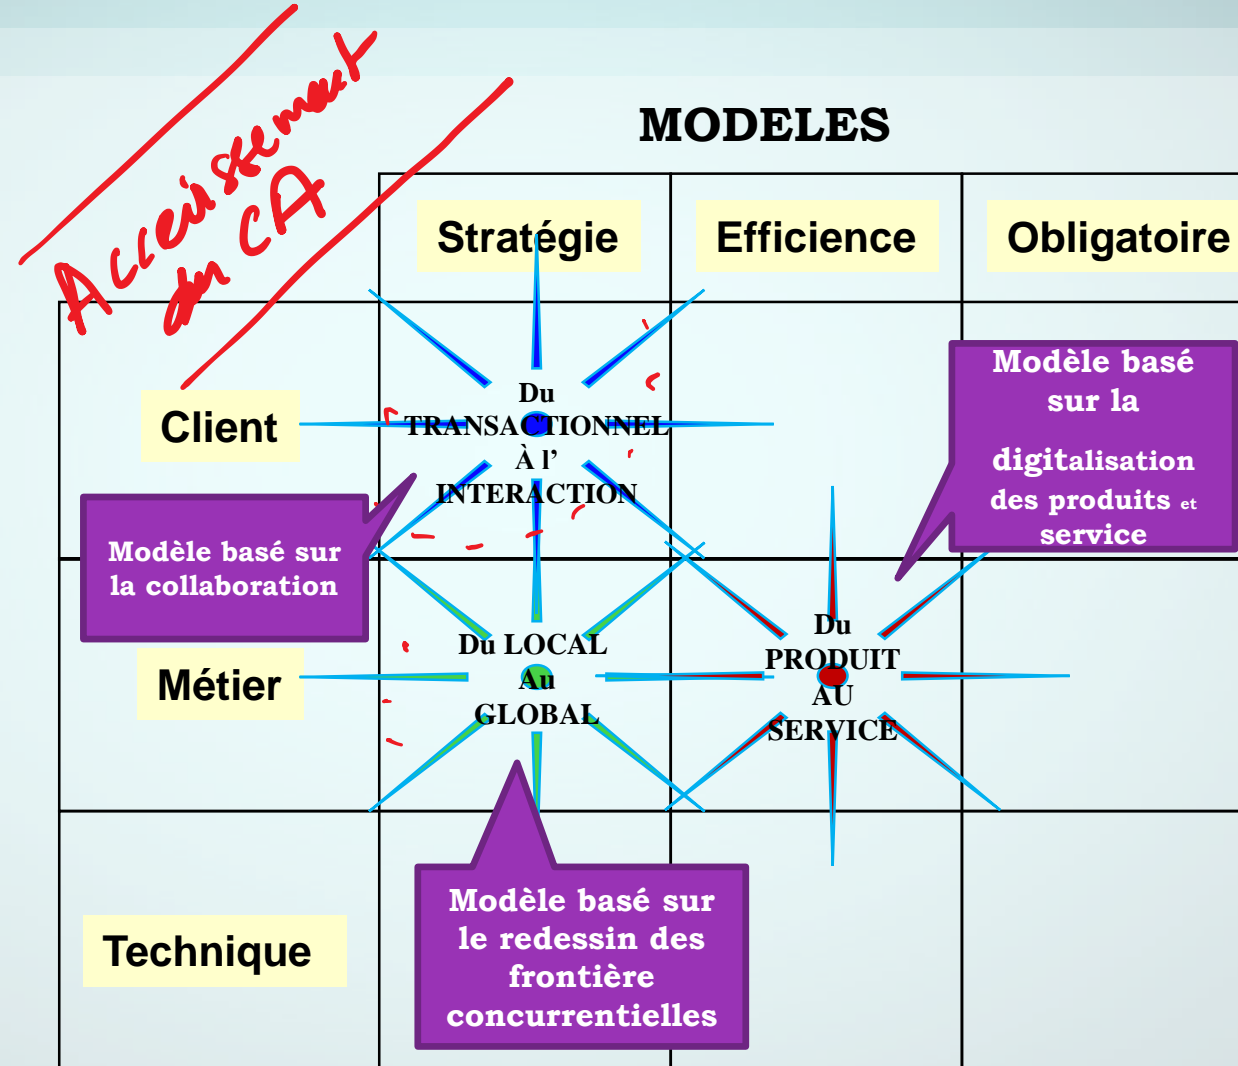 Accroissement
du CA
MODELES
Stratégie
Efficience
Obligatoire
Client
Du
TRANSACTIONNEL
À l'
INTERACTION
Modèle basé
sur la
digitalisation
des produits et
service
Modèle basé sur
la collaboration
Métier
Du LOCAL
Au
GLOBAL
Du
PRODUIT
AU
SERVICE
Technique
Modèle basé sur
le redessin des
frontière
concurrentielles